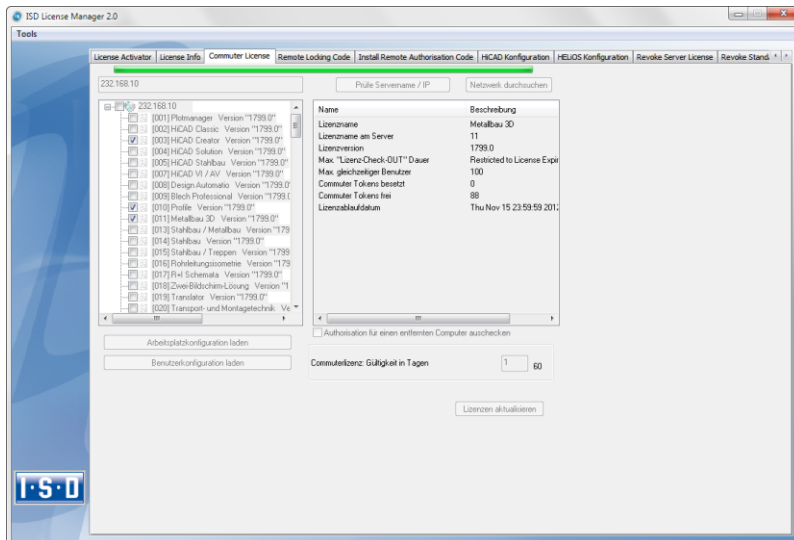 ISD License Manager 2.0
Tools
License Activator License Info Commuter License Remote Locking Code Install Remote Authorisation Code HiCAD Konfiguration HELiOS Konfiguration Revoke Server License Revoke Stand
232.168.10 Prüfe Servername / IP Netzwerk durchsuchen
232.168.10
[001] Plotmanager Version "1799.0"
[002] HiCAD Classic Version "1799.0"
[003] HiCAD Creator Version "1799.0"
[004] HiCAD Solution Version "1799.0"
[005] HiCAD Stahlbau Version "1799.0"
[007] HiCAD VI / AV Version "1799.0"
[008] Design Automatio Version "1799.0"
[009] Blech Professional Version "1799.0
[010] Profile Version "1799.0"
[011] Metallbau 3D Version "1799.0"
[013] Stahlbau / Metallbau Version "179
[014] Stahlbau Version "1799.0"
[015] Stahlbau / Treppen Version "1799
[016] Rohrleitungsisometrie Version "179
[017] R+I Schemata Version "1799.0"
[018] Zwei-Bildschirm-Lösung Version "1
[019] Translator Version "1799.0"
[020] Transport- und Montagetechnik Ve
Name Beschreibung
Lizenzname Metallbau 3D
Lizenzname am Server 11
Lizenzversion 1799.0
Max. "Lizenz-Check-OUT" Dauer Restricted to License Expir
Max. gleichzeitiger Benutzer 100
Commuter Tokens besetzt 0
Commuter Tokens frei 88
Lizenzablaufdatum Thu Nov 15 23:59:59 201
Authorisation für einen entfernten Computer auschecken
Arbeitsplatzkonfiguration laden
Benutzerkonfiguration laden
Commuterlizenz: Gültigkeit in Tagen 1 60
Lizenzen aktualisieren
I·S·D